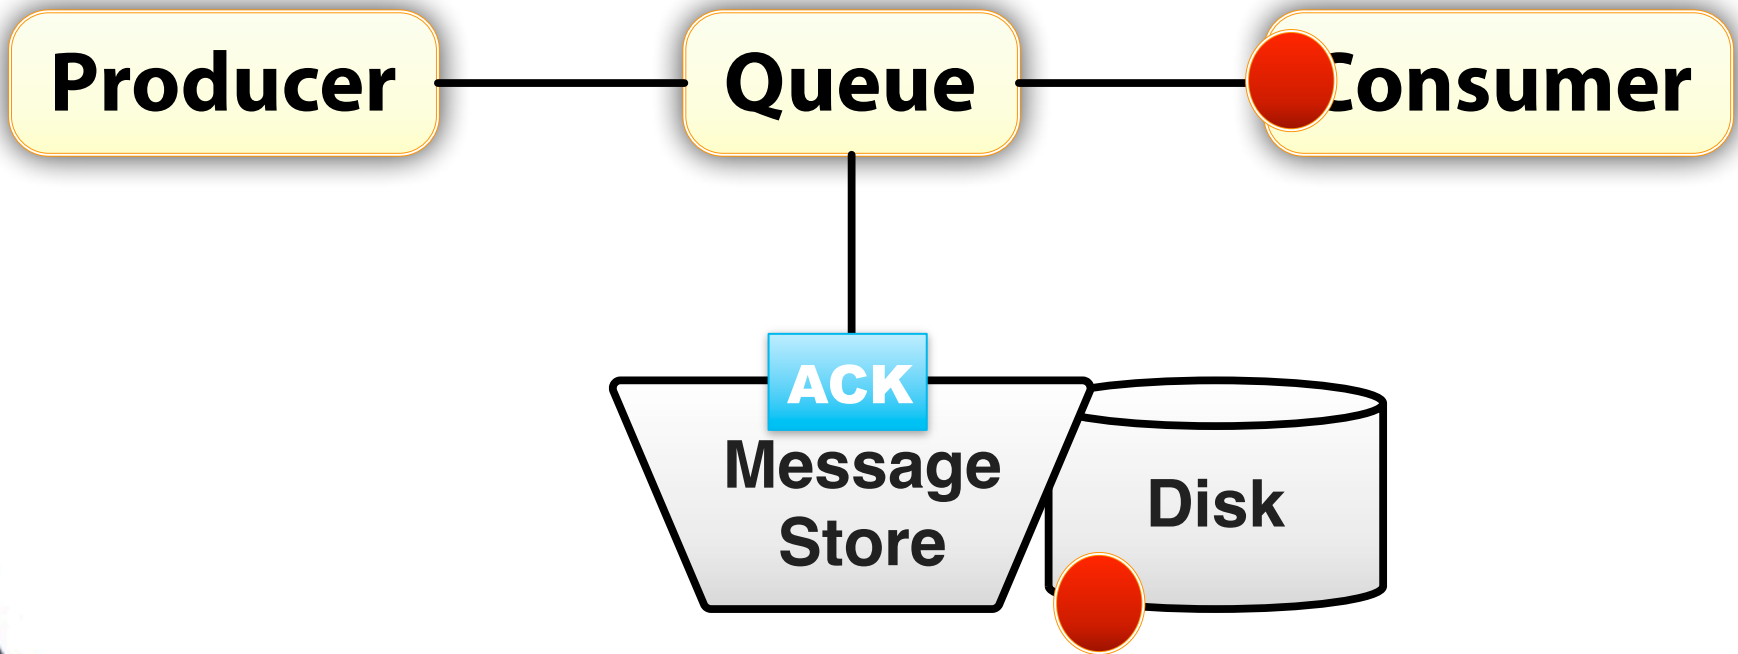 Producer
Queue
Consumer
ACK
Message
Store
Disk